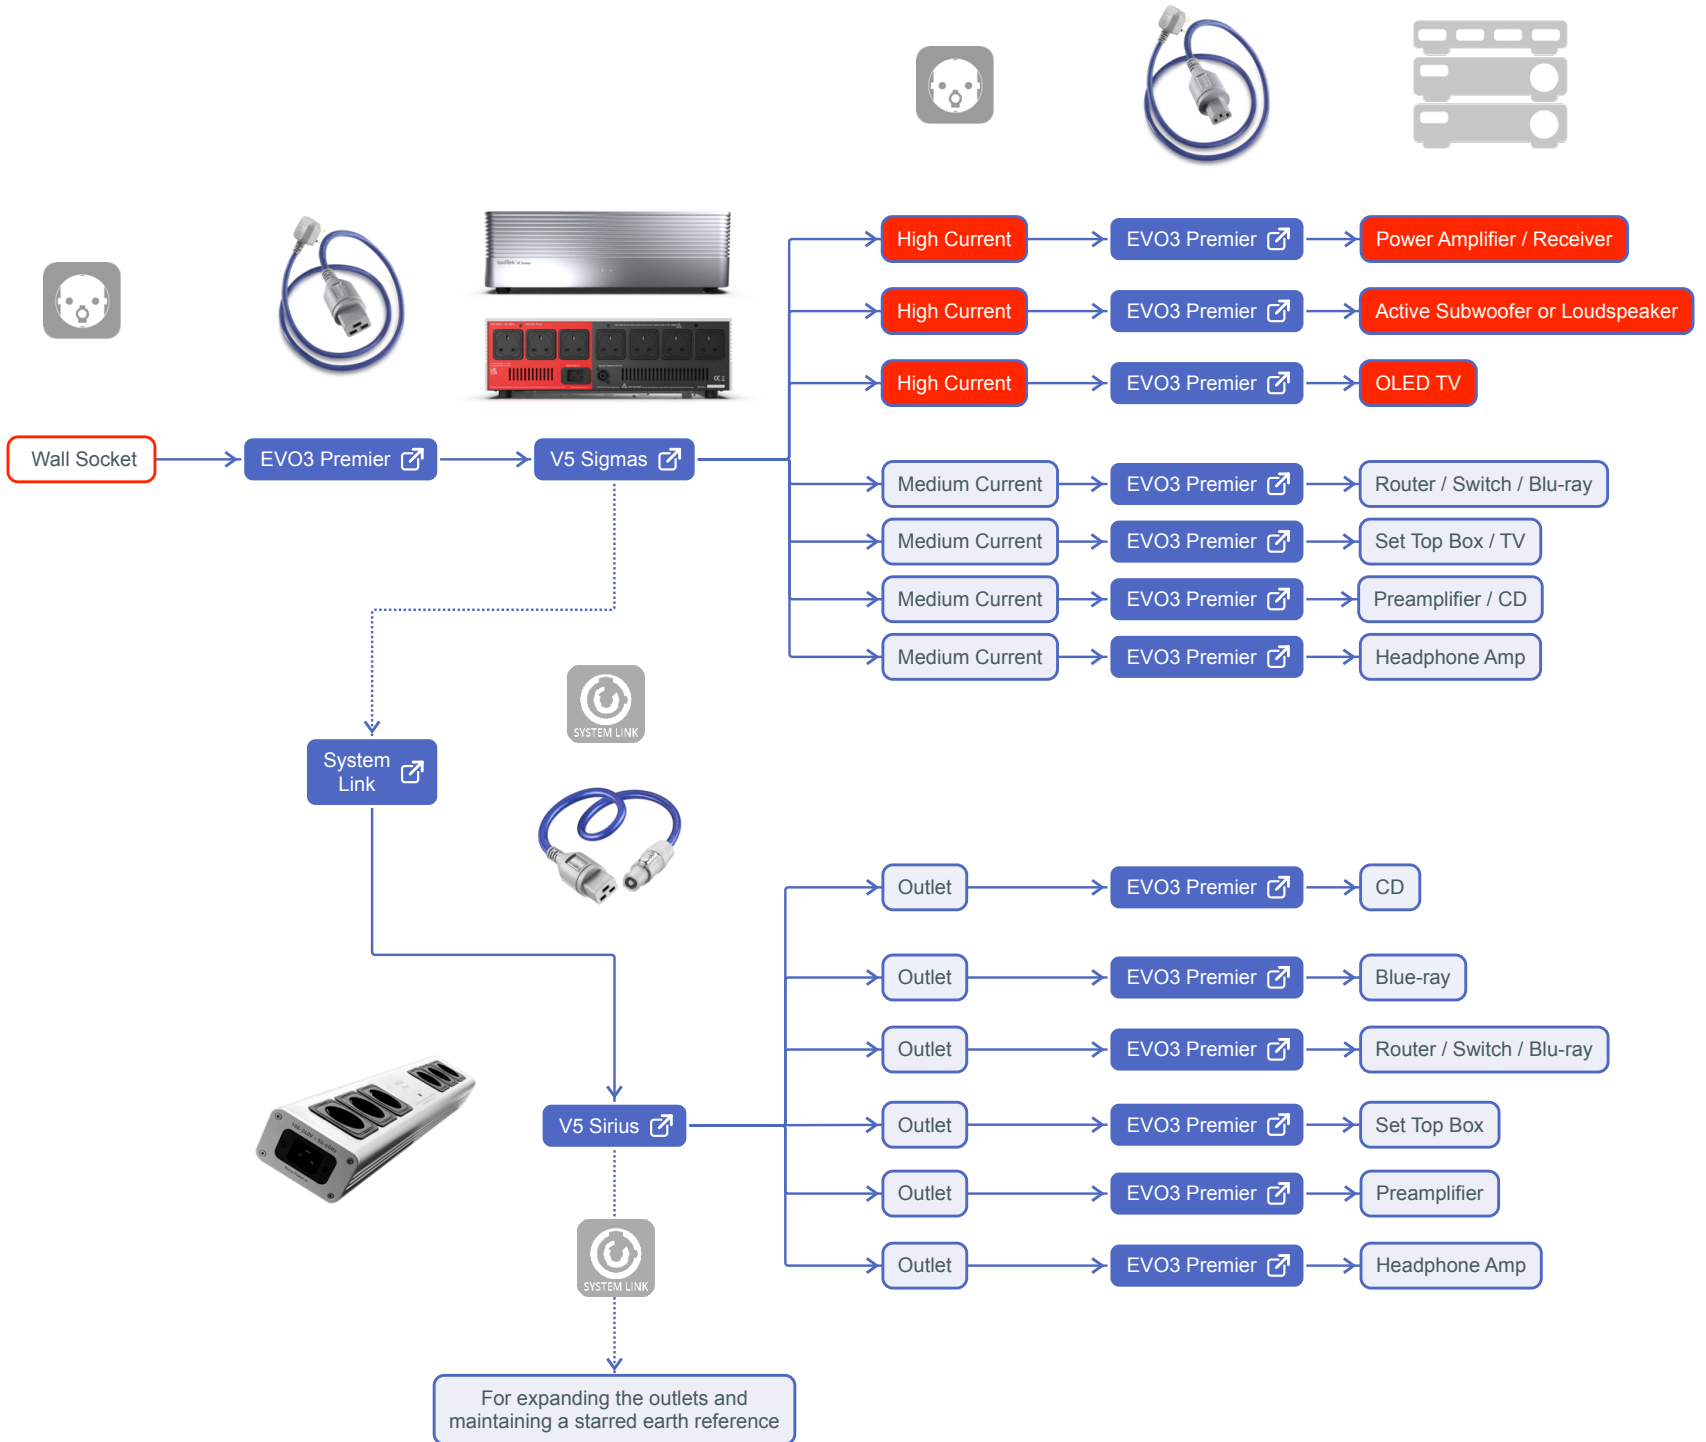 High Current
EVO3 Premier
Power Amplifier / Receiver
High Current
EVO3 Premier
Active Subwoofer or Loudspeaker
High Current
EVO3 Premier
OLED TV
Wall Socket
EVO3 Premier
V5 Sigmas
Medium Current
EVO3 Premier
Router / Switch / Blu-ray
Medium Current
EVO3 Premier
Set Top Box / TV
Medium Current
EVO3 Premier
Preamplifier / CD
Medium Current
EVO3 Premier
Headphone Amp
SYSTEM LINK
System
Link
Outlet
EVO3 Premier
CD
Outlet
EVO3 Premier
Blue-ray
Outlet
EVO3 Premier
Router / Switch / Blu-ray
V5 Sirius
Outlet
EVO3 Premier
Set Top Box
Outlet
EVO3 Premier
Preamplifier
Outlet
EVO3 Premier
Headphone Amp
SYSTEM LINK
For expanding the outlets and
maintaining a starred earth reference